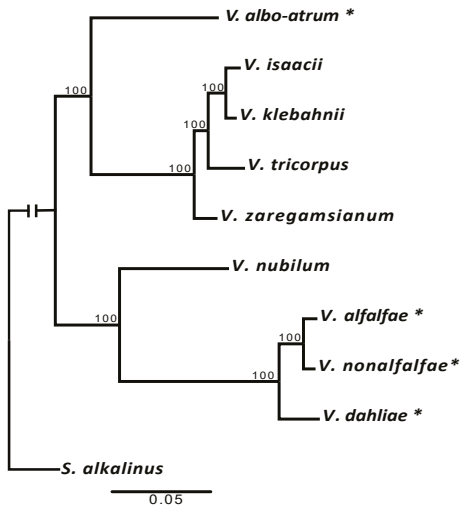 V. albo-atrum *
V. isaacii
100
100
V. klebahnii
100
V. tricorpus
100
V. zaregamsianum
V. nubilum
V. alfalfae *
100
100
V. nonalfalfae*
100
V. dahliae *
S. alkalinus
0.05